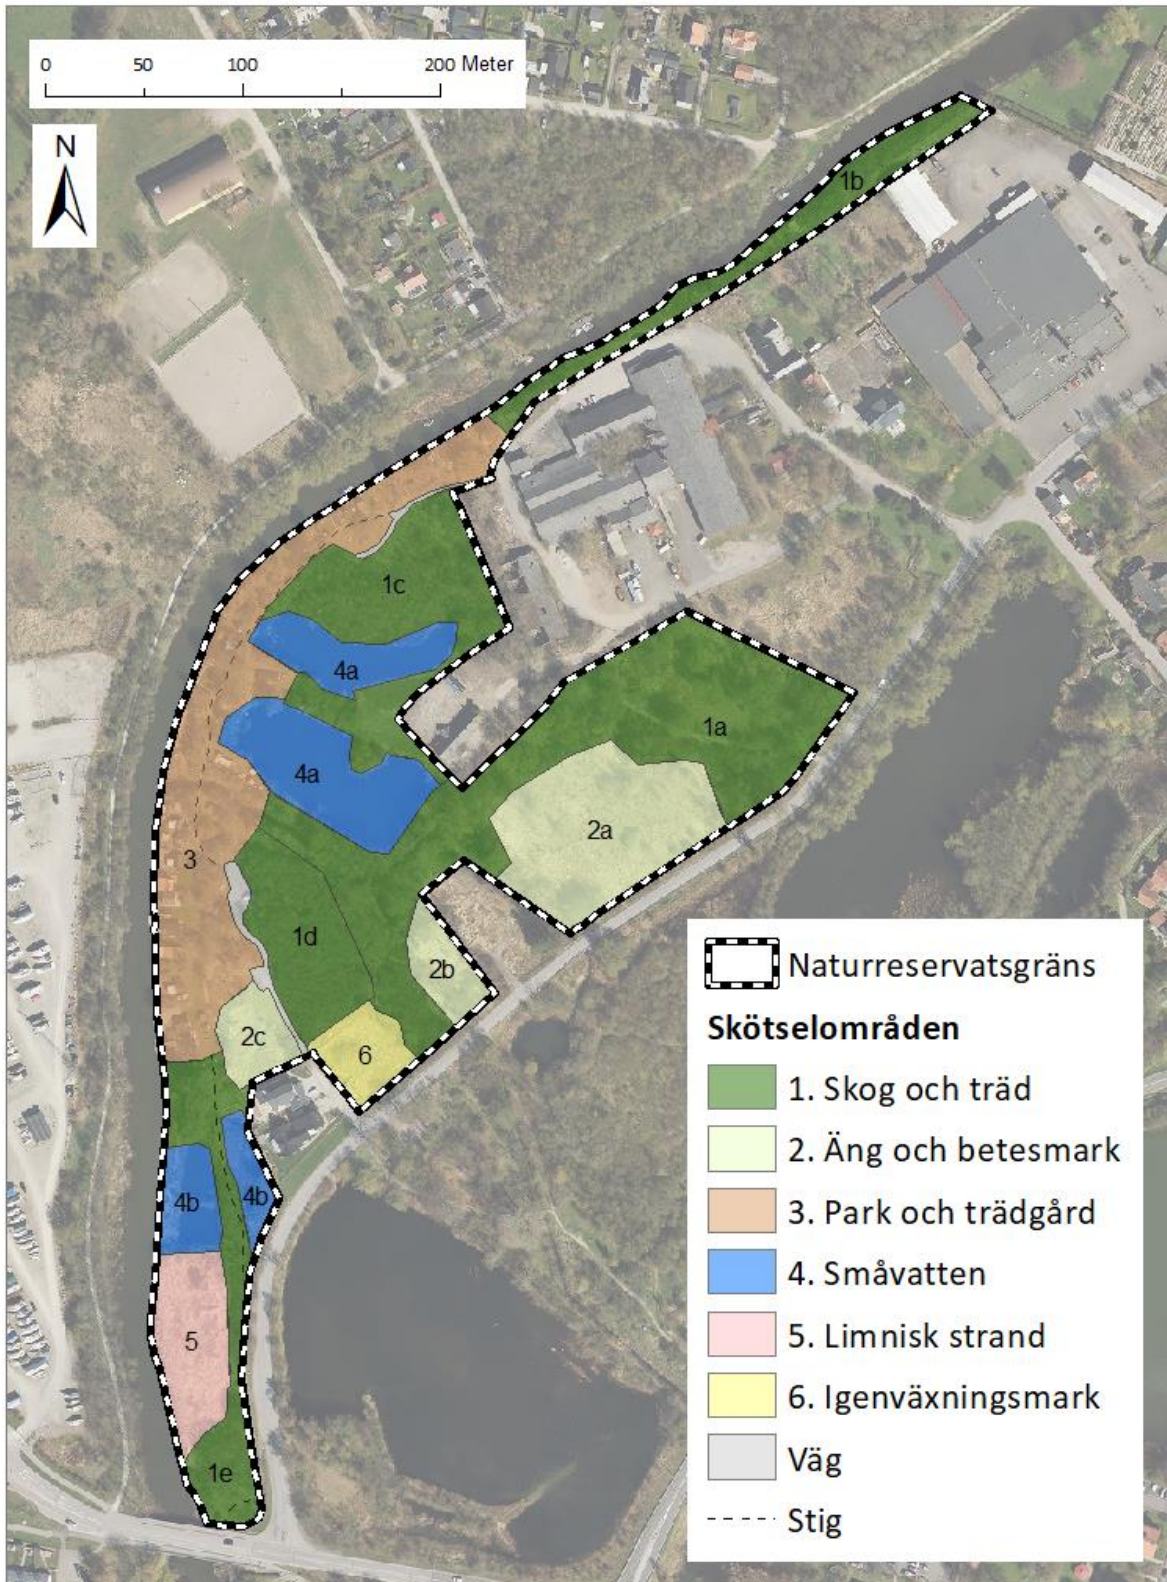 0 50 100 200 Meter
N
1b
1c
4a
1a
4a
2a
3
1d
2b
2c
6
4b
4b
5
1e
Naturreservatsgräns
Skötselområden
1. Skog och träd
2. Äng och betesmark
3. Park och trädgård
4. Småvatten
5. Limnisk strand
6. Igenväxningsmark
Väg
Stig